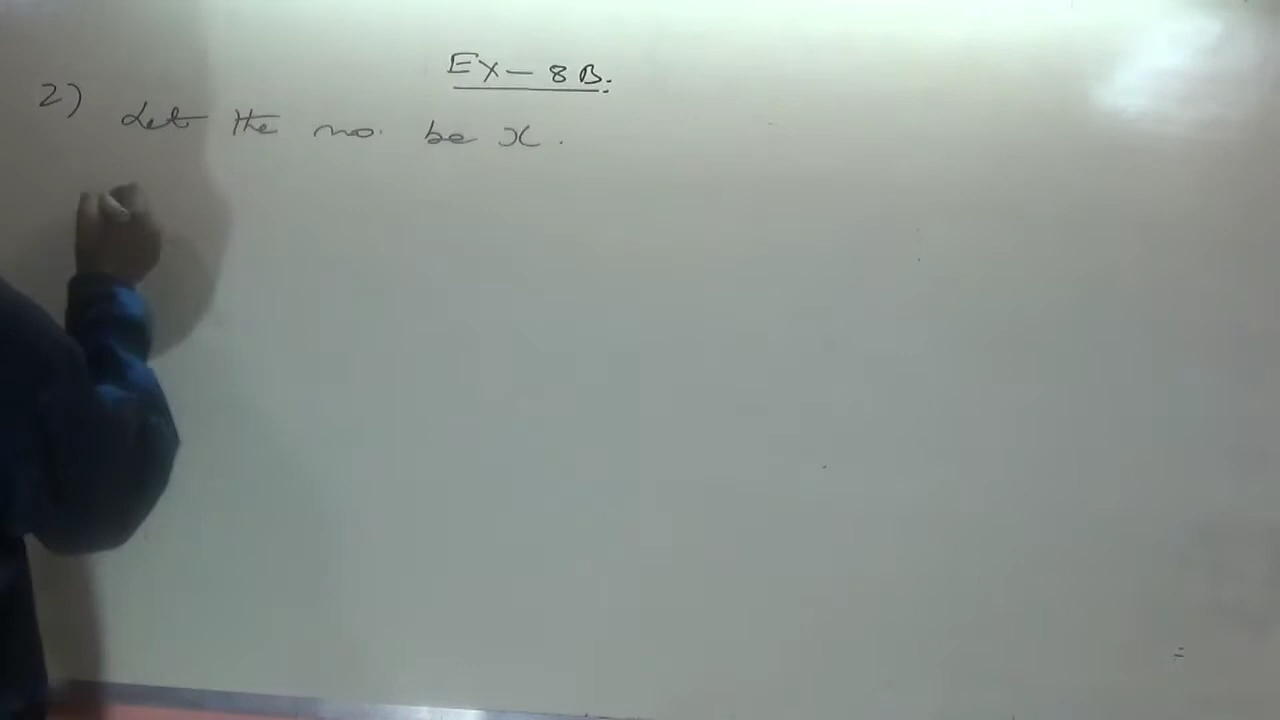 Ex – 8B:
2) Let the no. be x.
=